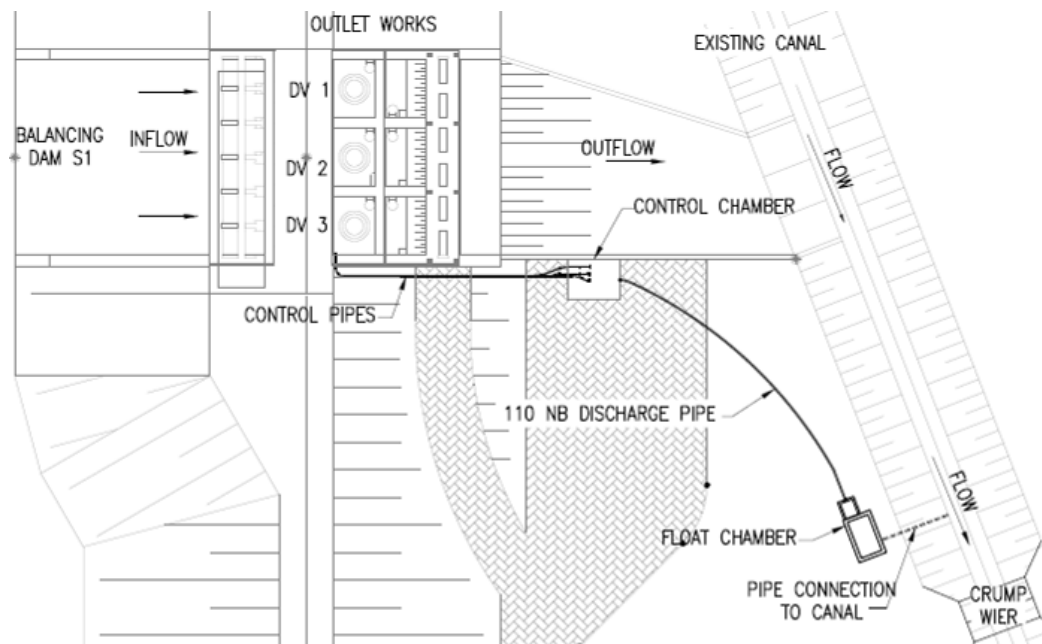 OUTLET WORKS
EXISTING CANAL
DV 1
BALANCING
DAM S1
INFLOW
DV 2
OUTFLOW
FLOW
DV 3
CONTROL CHAMBER
CONTROL PIPES
110 NB DISCHARGE PIPE
FLOW
FLOAT CHAMBER
PIPE CONNECTION
TO CANAL
CRUMP
WIER